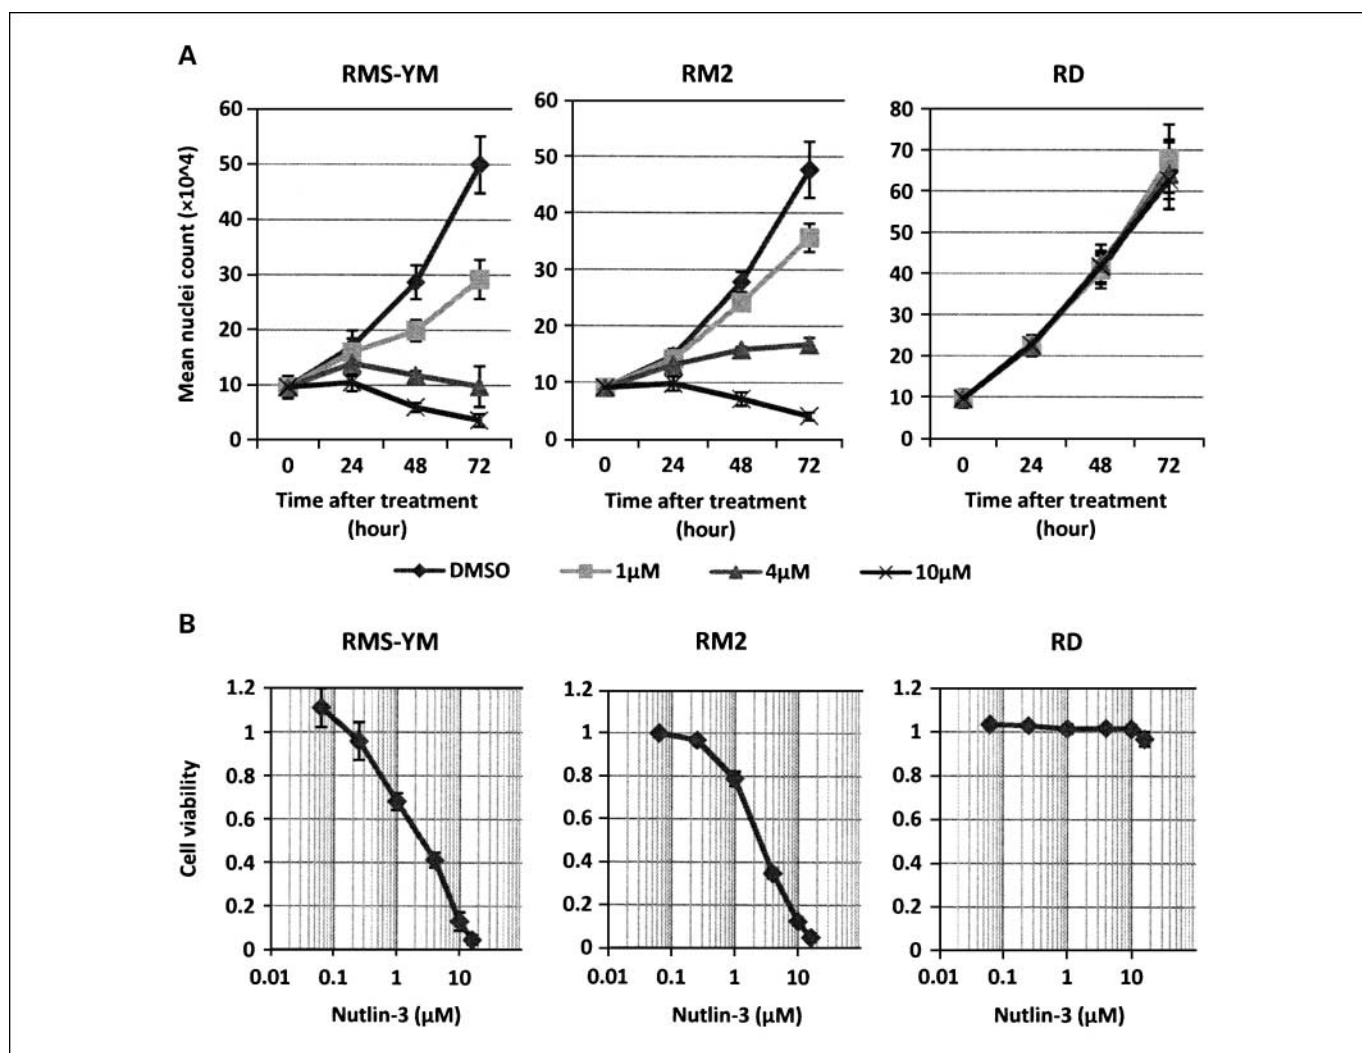 A
RMS-YM
RM2
RD
Mean nuclei count (×10^4)
60
50
40
30
20
10
0
0 24 48 72
Time after treatment
(hour)
60
50
40
30
20
10
0
0 24 48 72
Time after treatment
(hour)
80
70
60
50
40
30
20
10
0
0 24 48 72
Time after treatment
(hour)
DMSO 1µM 4µM 10µM
B
RMS-YM
RM2
RD
Cell viability
1.2
1
0.8
0.6
0.4
0.2
0
0.01 0.1 1 10
Nutlin-3 (µM)
1.2
1
0.8
0.6
0.4
0.2
0
0.01 0.1 1 10
Nutlin-3 (µM)
1.2
1
0.8
0.6
0.4
0.2
0
0.01 0.1 1 10
Nutlin-3 (µM)